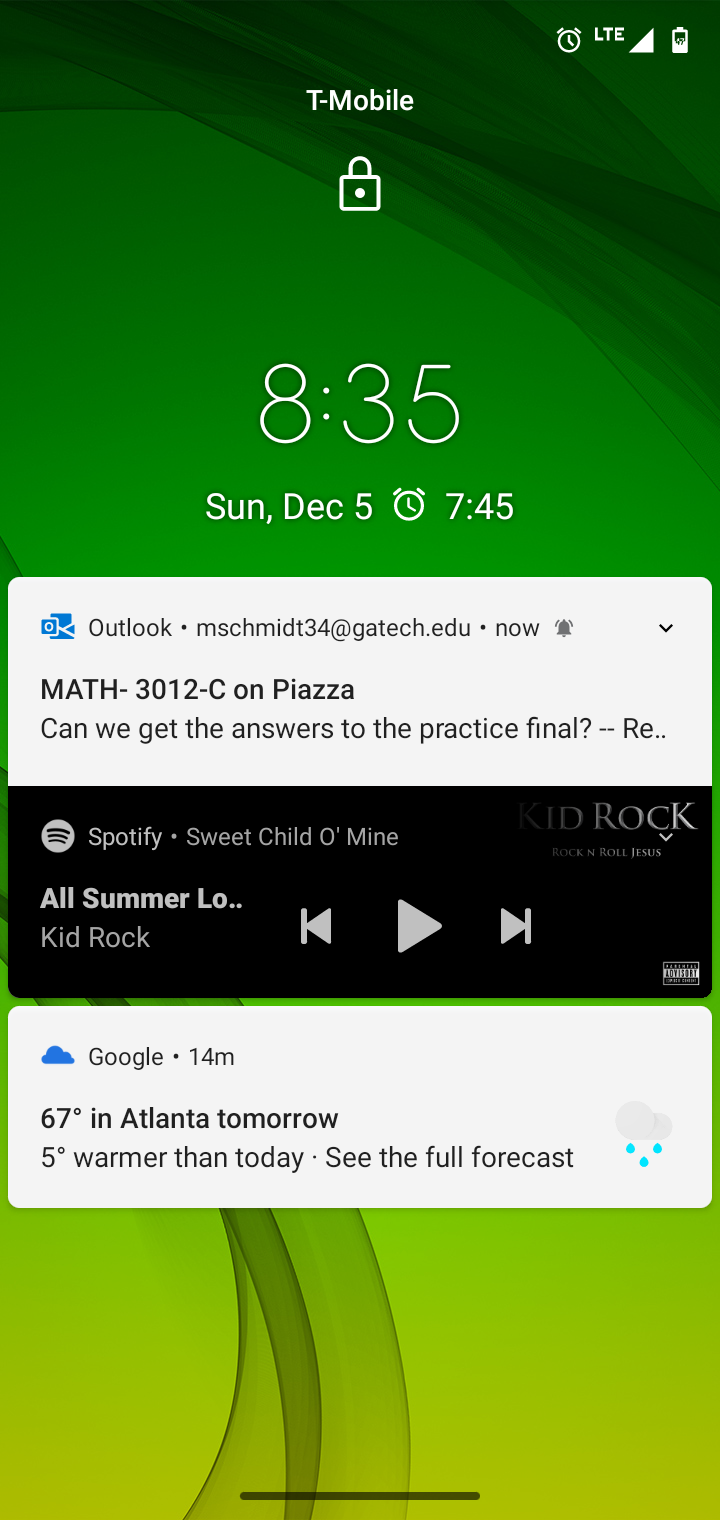 LTE
T-Mobile
8:35
Sun, Dec 5 7:45
Outlook • mschmidt34@gatech.edu • now
MATH- 3012-C on Piazza
Can we get the answers to the practice final? -- Re..
KID ROCK
Spotify • Sweet Child O' Mine
ROCK N ROLL JESUS
All Summer Lo..
Kid Rock
PARENTAL
ADVISORY
EXPLICIT CONTENT
Google • 14m
67° in Atlanta tomorrow
5° warmer than today · See the full forecast